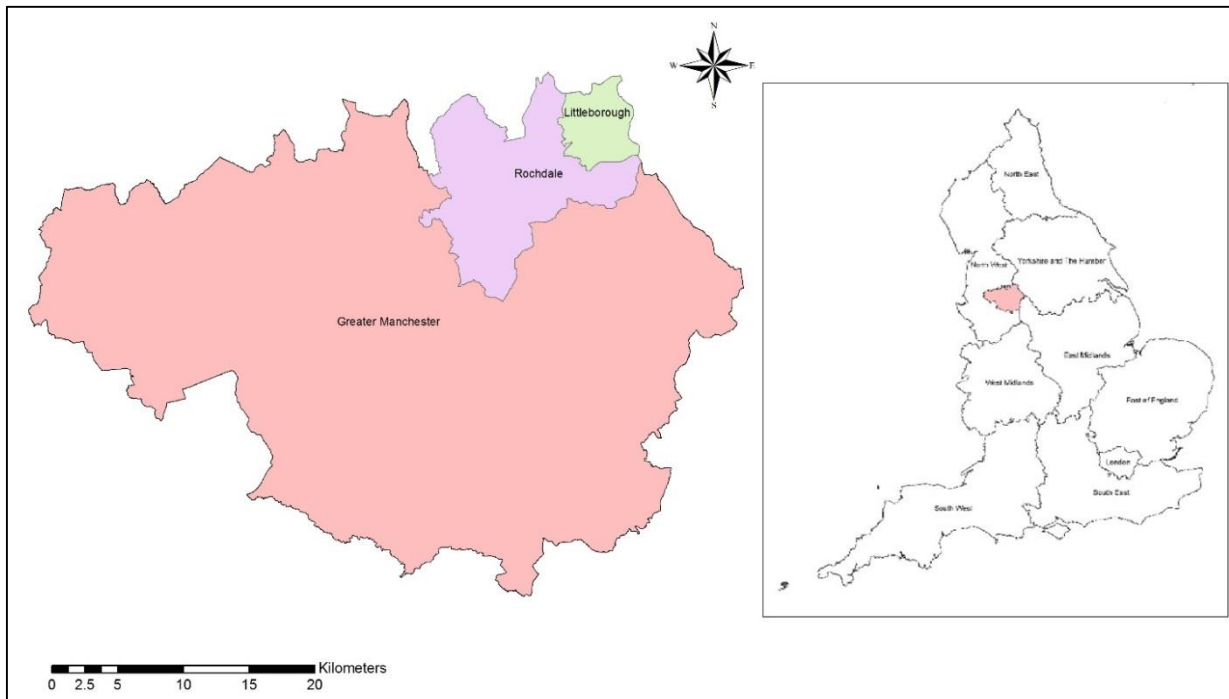 N
W E
S
Littleborough
Rochdale
Greater Manchester
Kilometers
0 2.5 5 10 15 20
North East
North West
Yorkshire and The Humber
East Midlands
West Midlands
East of England
London
South East
South West